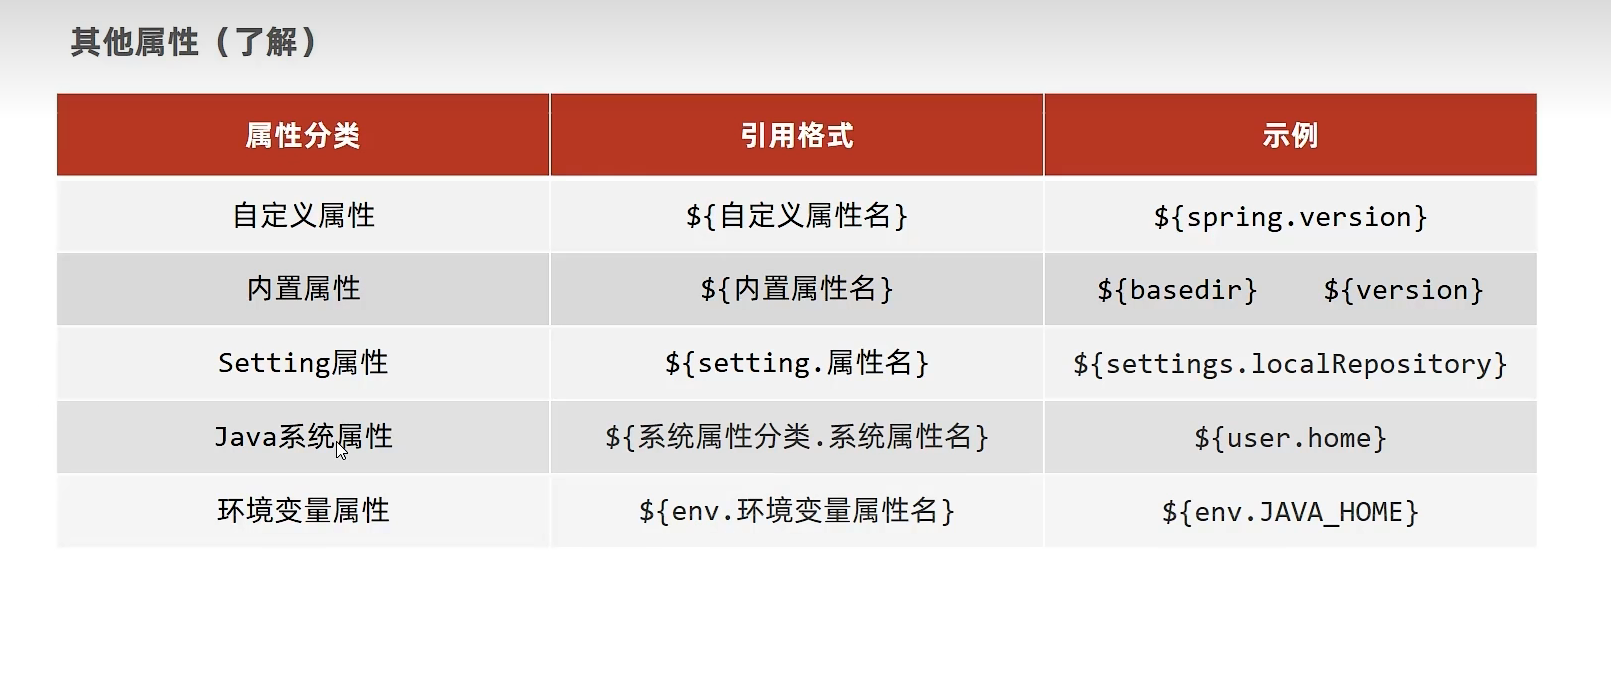 其他属性（了解）
属性分类 引用格式 示例
自定义属性 ${自定义属性名} ${spring.version}
内置属性 ${内置属性名} ${basedir} ${version}
Setting属性 ${setting.属性名} ${settings.localRepository}
Java系统属性 ${系统属性分类.系统属性名} ${user.home}
环境变量属性 ${env.环境变量属性名} ${env.JAVA_HOME}